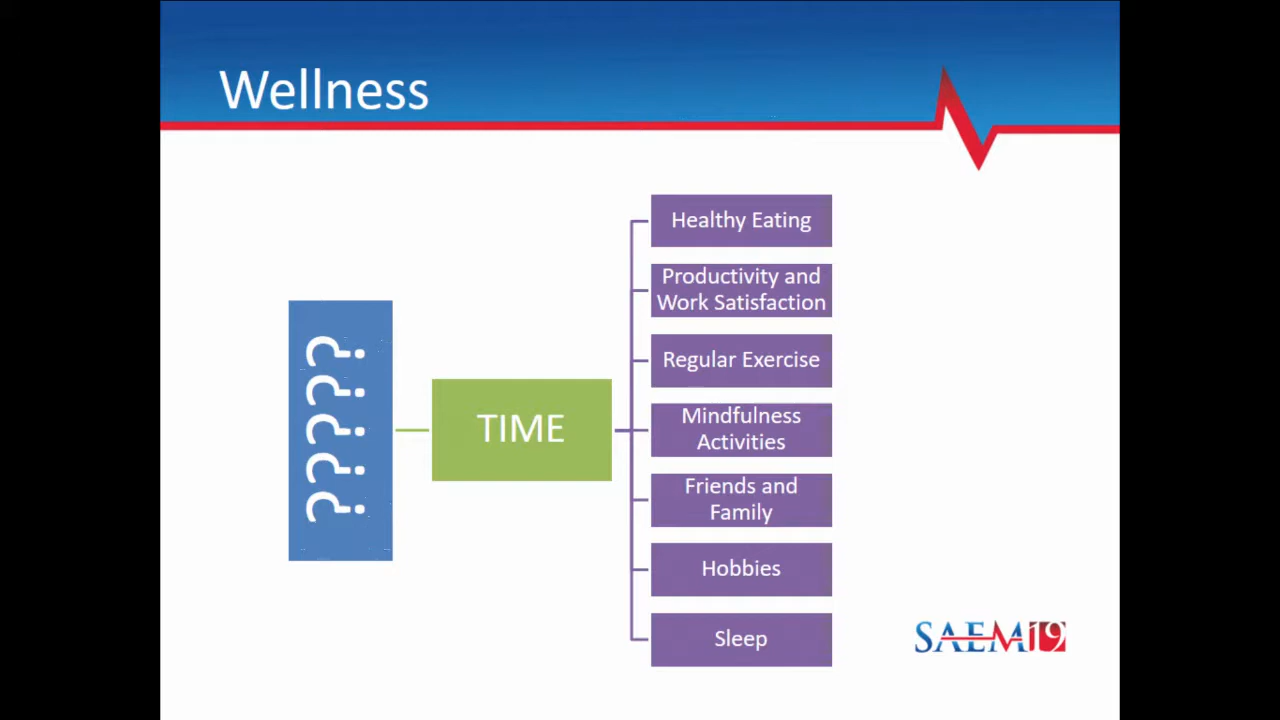 Wellness
?????
TIME
Healthy Eating
Productivity and
Work Satisfaction
Regular Exercise
Mindfulness
Activities
Friends and
Family
Hobbies
Sleep
SAEM19